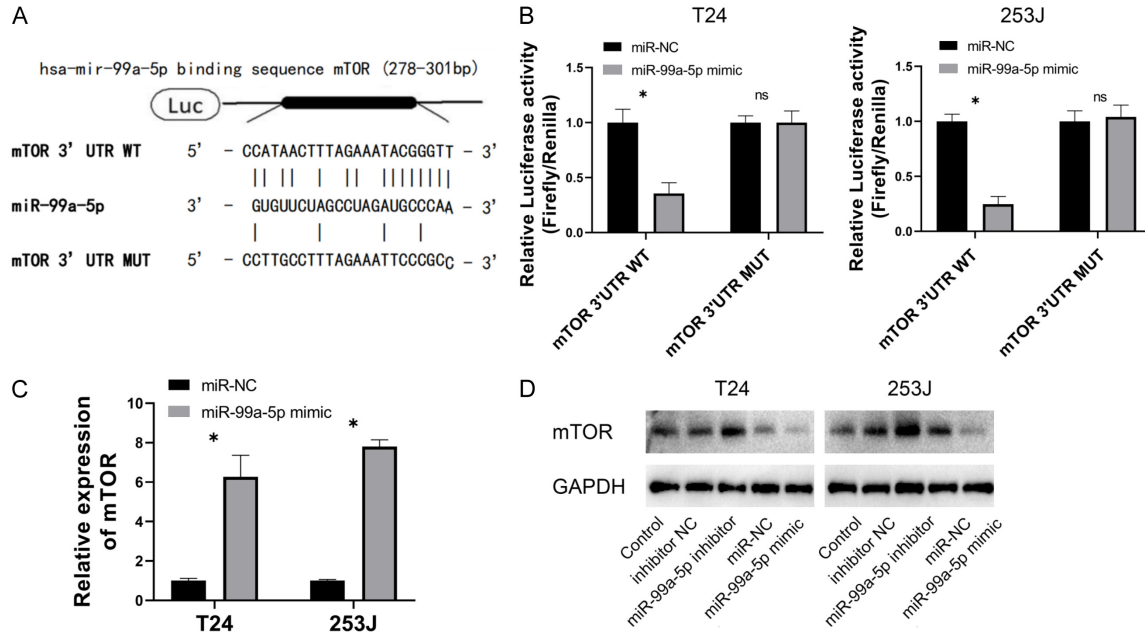 A
hsa-mir-99a-5p binding sequence mTOR (278-301bp)
Luc
mTOR 3' UTR WT 5' - CCATAACTTTAGAAATACGGGTT - 3'
miR-99a-5p 3' - GUGUUCUAGCCUAGAUGCCCAA - 5'
mTOR 3' UTR MUT 5' - CCTTGCCTTTAGAAATTCCCGCC - 3'
B
T24
miR-NC
miR-99a-5p mimic
Relative Luciferase activity
(Firefly/Renilla)
1.5
1.0
0.5
0.0
*
ns
mTOR 3'UTR WT
mTOR 3'UTR MUT
253J
miR-NC
miR-99a-5p mimic
Relative Luciferase activity
(Firefly/Renilla)
1.5
1.0
0.5
0.0
*
ns
mTOR 3'UTR WT
mTOR 3'UTR MUT
C
miR-NC
miR-99a-5p mimic
Relative expression
of mTOR
10
8
6
4
2
0
*
*
T24
253J
D
T24
253J
mTOR
GAPDH
Control
inhibitor NC
miR-99a-5p inhibitor
miR-NC
miR-99a-5p mimic
Control
inhibitor NC
miR-99a-5p inhibitor
miR-NC
miR-99a-5p mimic